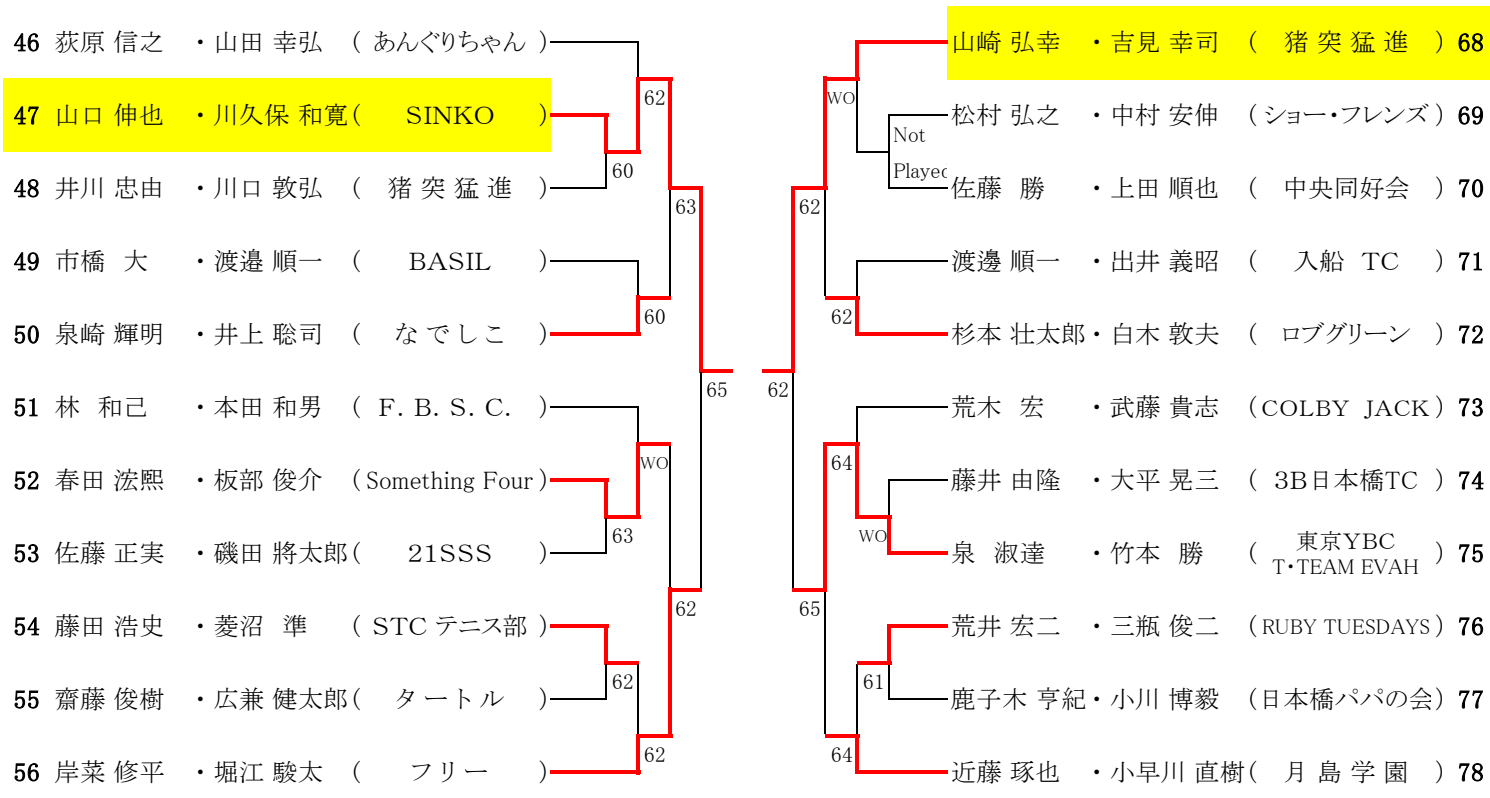 46 荻原 信之 ・山田 幸弘 ( あんぐりちゃん )
47 山口 伸也 ・川久保 和寛( SINKO )
48 井川 忠由 ・川口 敦弘 ( 猪 突 猛 進 )
49 市橋 大 ・渡邉 順一 ( BASIL )
50 泉崎 輝明 ・井上 聡司 ( な で し こ )
51 林 和己 ・本田 和男 ( F. B. S. C. )
52 春田 浤熙 ・板部 俊介 (Something Four)
53 佐藤 正実 ・磯田 將太郎( 21SSS )
54 藤田 浩史 ・菱沼 準 ( STC テニス部 )
55 齋藤 俊樹 ・広兼 健太郎( タートル )
56 岸菜 修平 ・堀江 駿太 ( フリー )
62
60
63
60
65
WO
63
62
62
62
山崎 弘幸 ・吉見 幸司 ( 猪 突 猛 進 ) 68
松村 弘之 ・中村 安伸 (ショー・フレンズ) 69
佐藤 勝 ・上田 順也 ( 中央同好会 ) 70
渡邊 順一 ・出井 義昭 ( 入船 TC ) 71
杉本 壮太郎・白木 敦夫 ( ロブグリーン ) 72
荒木 宏 ・武藤 貴志 (COLBY JACK) 73
藤井 由隆 ・大平 晃三 ( 3B日本橋TC ) 74
泉 淑達 ・竹本 勝 ( 東京YBC
T・TEAM EVAH ) 75
荒井 宏二 ・三瓶 俊二 (RUBY TUESDAYS) 76
鹿子木 亨紀・小川 博毅 (日本橋パパの会) 77
近藤 琢也 ・小早川 直樹( 月 島 学 園 ) 78
WO
Not
Played
62
62
62
64
WO
65
61
64